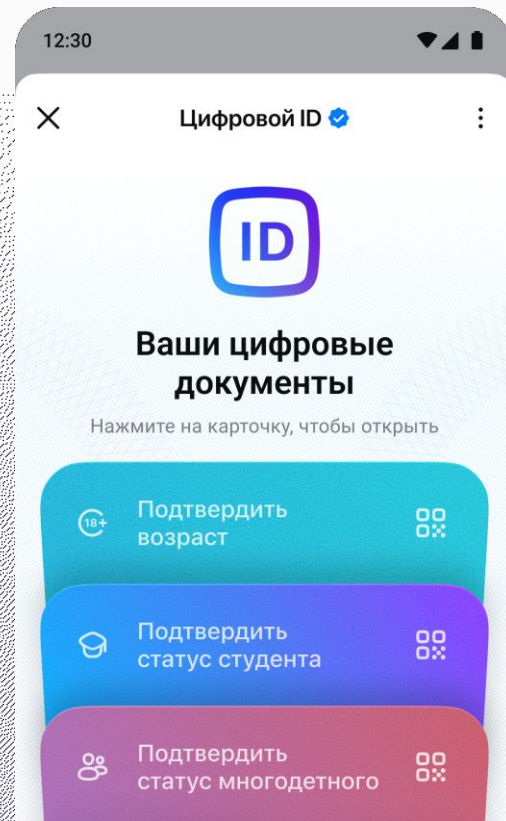 12:30
Цифровой ID
ID
Ваши цифровые
документы
Нажмите на карточку, чтобы открыть
18+
Подтвердить
возраст
Подтвердить
статус студента
Подтвердить
статус многодетного